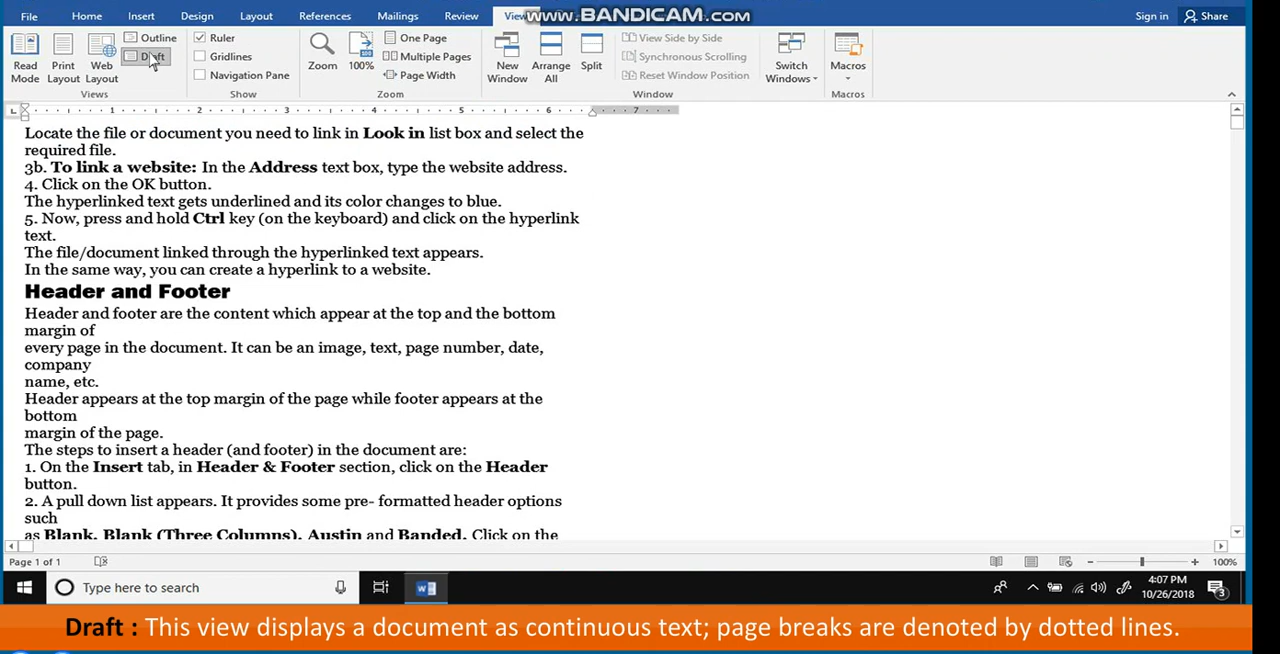 File Home Insert Design Layout References Mailings Review View www.BANDICAM.com Sign in Share
Read Mode Print Layout Web Layout Outline Draft
Views
Ruler Gridlines Navigation Pane
Show
Zoom 100% One Page Multiple Pages Page Width
Zoom
New Window Arrange All Split View Side by Side Synchronous Scrolling Reset Window Position
Window
Switch Windows
Macros
Macros
1 2 3 4 5 6 7
Locate the file or document you need to link in Look in list box and select the
required file.
3b. To link a website: In the Address text box, type the website address.
4. Click on the OK button.
The hyperlinked text gets underlined and its color changes to blue.
5. Now, press and hold Ctrl key (on the keyboard) and click on the hyperlink
text.
The file/document linked through the hyperlinked text appears.
In the same way, you can create a hyperlink to a website.
Header and Footer
Header and footer are the content which appear at the top and the bottom
margin of
every page in the document. It can be an image, text, page number, date,
company
name, etc.
Header appears at the top margin of the page while footer appears at the
bottom
margin of the page.
The steps to insert a header (and footer) in the document are:
1. On the Insert tab, in Header & Footer section, click on the Header
button.
2. A pull down list appears. It provides some pre- formatted header options
such
as Blank, Blank (Three Columns), Austin and Banded. Click on the
Page 1 of 1 100%
Type here to search 4:07 PM
10/26/2018 3
Draft : This view displays a document as continuous text; page breaks are denoted by dotted lines.